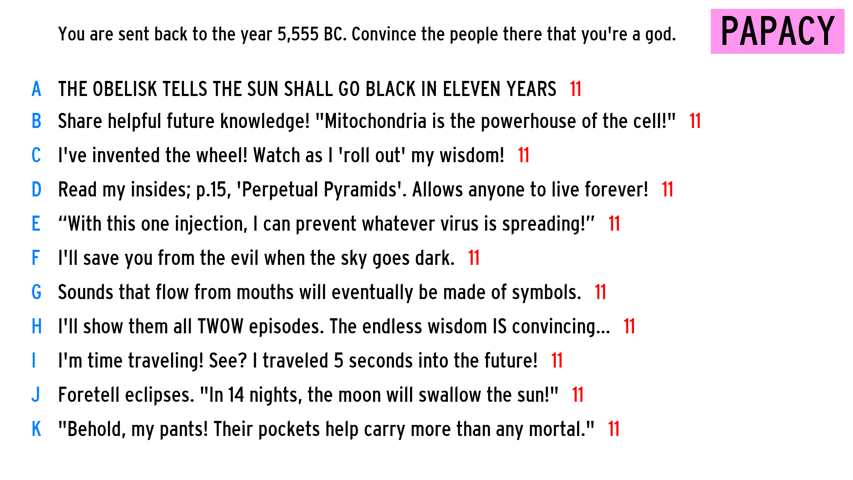 You are sent back to the year 5,555 BC. Convince the people there that you're a god.
PAPACY
A THE OBELISK TELLS THE SUN SHALL GO BLACK IN ELEVEN YEARS 11
B Share helpful future knowledge! "Mitochondria is the powerhouse of the cell!" 11
C I've invented the wheel! Watch as I 'roll out' my wisdom! 11
D Read my insides; p.15, 'Perpetual Pyramids'. Allows anyone to live forever! 11
E “With this one injection, I can prevent whatever virus is spreading!” 11
F I'll save you from the evil when the sky goes dark. 11
G Sounds that flow from mouths will eventually be made of symbols. 11
H I'll show them all TWOW episodes. The endless wisdom IS convincing... 11
I I'm time traveling! See? I traveled 5 seconds into the future! 11
J Foretell eclipses. "In 14 nights, the moon will swallow the sun!" 11
K "Behold, my pants! Their pockets help carry more than any mortal." 11